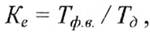 Kе = Tф.в. / Tд ,